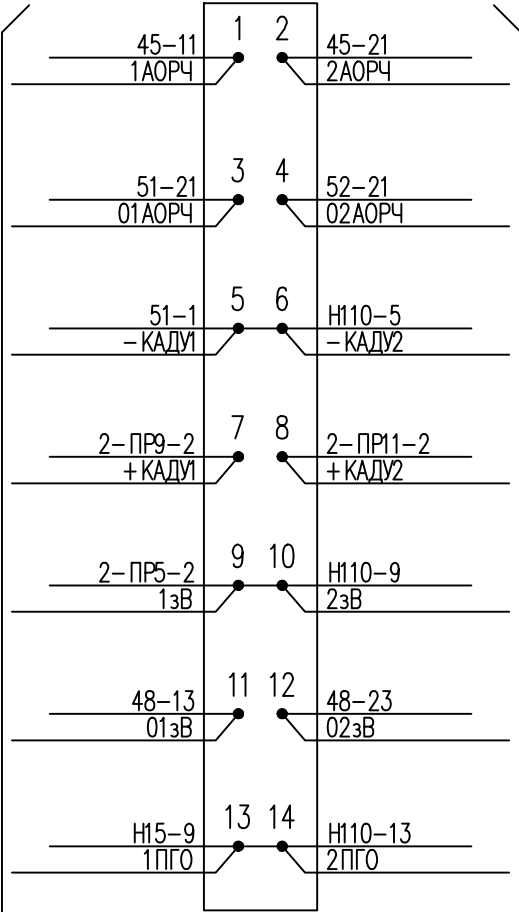 1 2
45-11 45-21
1АОРЧ 2АОРЧ
3 4
51-21 52-21
01АОРЧ 02АОРЧ
5 6
51-1 Н110-5
-КАДУ1 -КАДУ2
7 8
2-ПР9-2 2-ПР11-2
+КАДУ1 +КАДУ2
9 10
2-ПР5-2 Н110-9
1зВ 2зВ
11 12
48-13 48-23
01зВ 02зВ
13 14
Н15-9 Н110-13
1ПГО 2ПГО